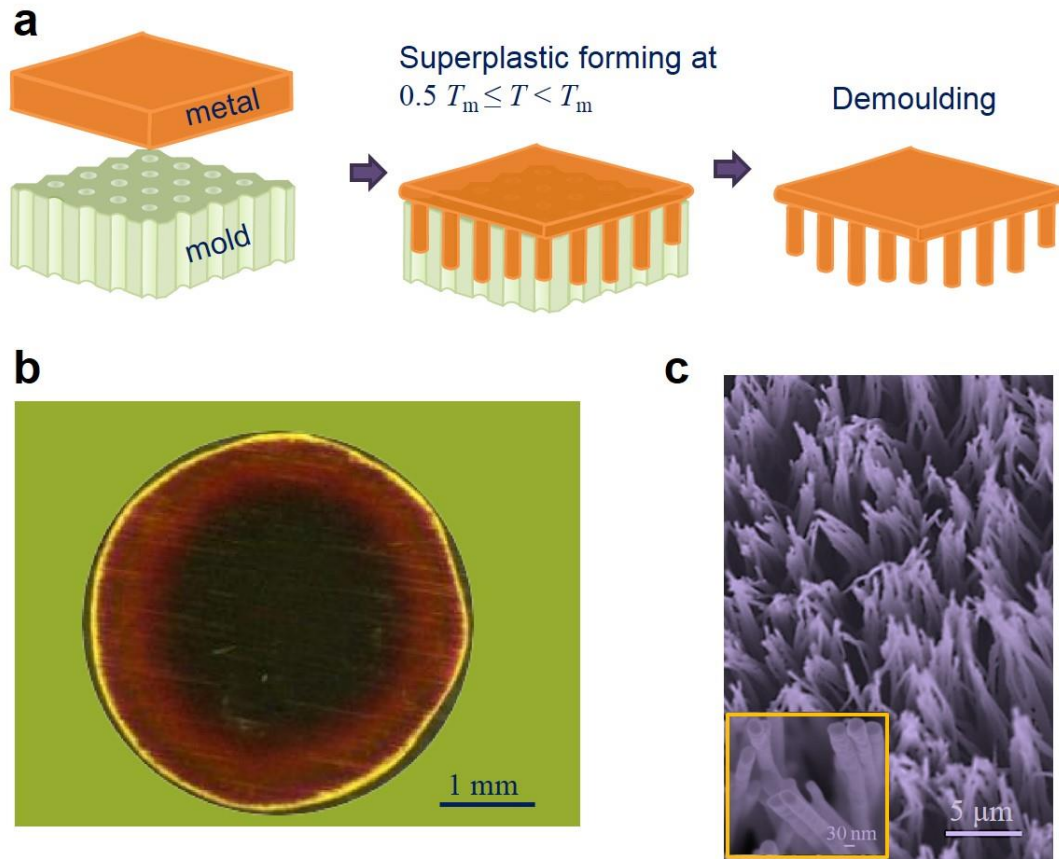 a
metal
mold
Superplastic forming at
0.5 Tm ≤ T < Tm
Demoulding
b
1 mm
c
30 nm
5 μm